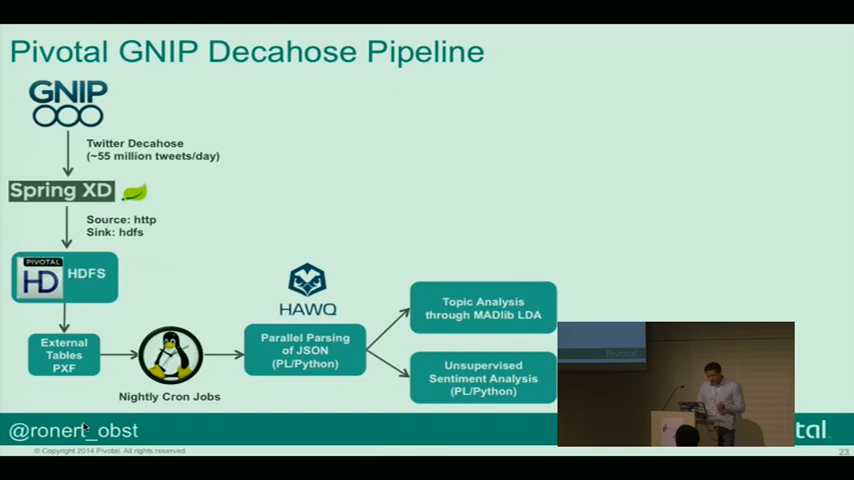 Pivotal GNIP Decahose Pipeline
GNIP
Twitter Decahose
(~55 million tweets/day)
Spring XD
Source: http
Sink: hdfs
PIVOTAL
HD
HDFS
HAWQ
External
Tables
PXF
Nightly Cron Jobs
Parallel Parsing
of JSON
(PL/Python)
Topic Analysis
through MADlib LDA
Unsupervised
Sentiment Analysis
(PL/Python)
Pivotal
@ronert_obst
tal
© Copyright 2014 Pivotal. All rights reserved.
23